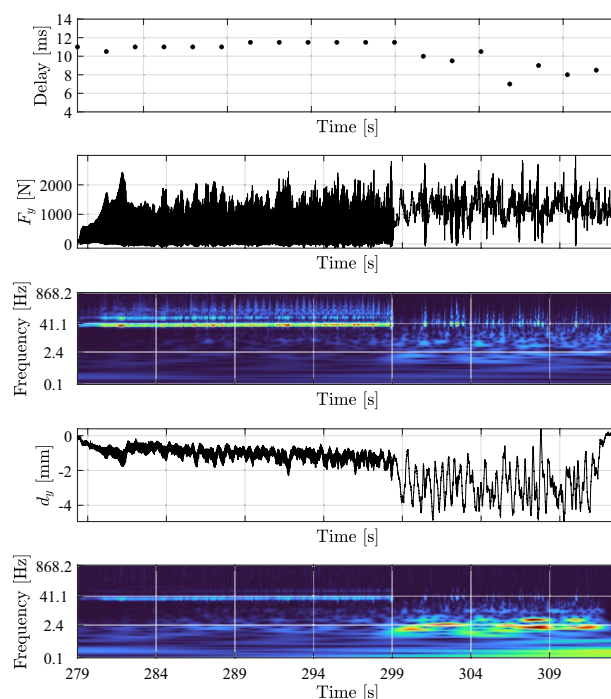 14
12
10
8
6
4
Delay [ms]
Time [s]
2000
1000
0
F_y [N]
Time [s]
868.2
41.1
2.4
0.1
Frequency [Hz]
Time [s]
0
-2
-4
d_y [mm]
Time [s]
868.2
41.1
2.4
0.1
Frequency [Hz]
279 284 289 294 299 304 309
Time [s]